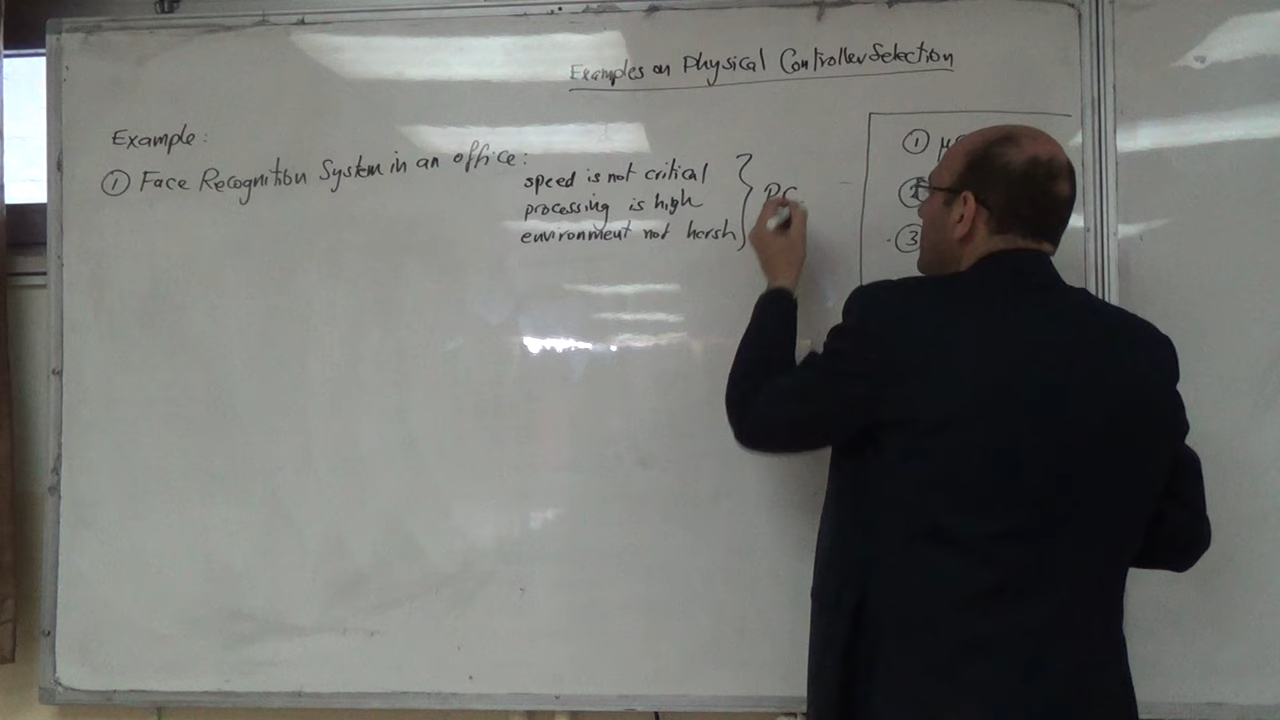 Examples on Physical Controller Selection
Example:
① Face Recognition System in an office:
speed is not critical
processing is high
environment not harsh
} PC
①
②
③